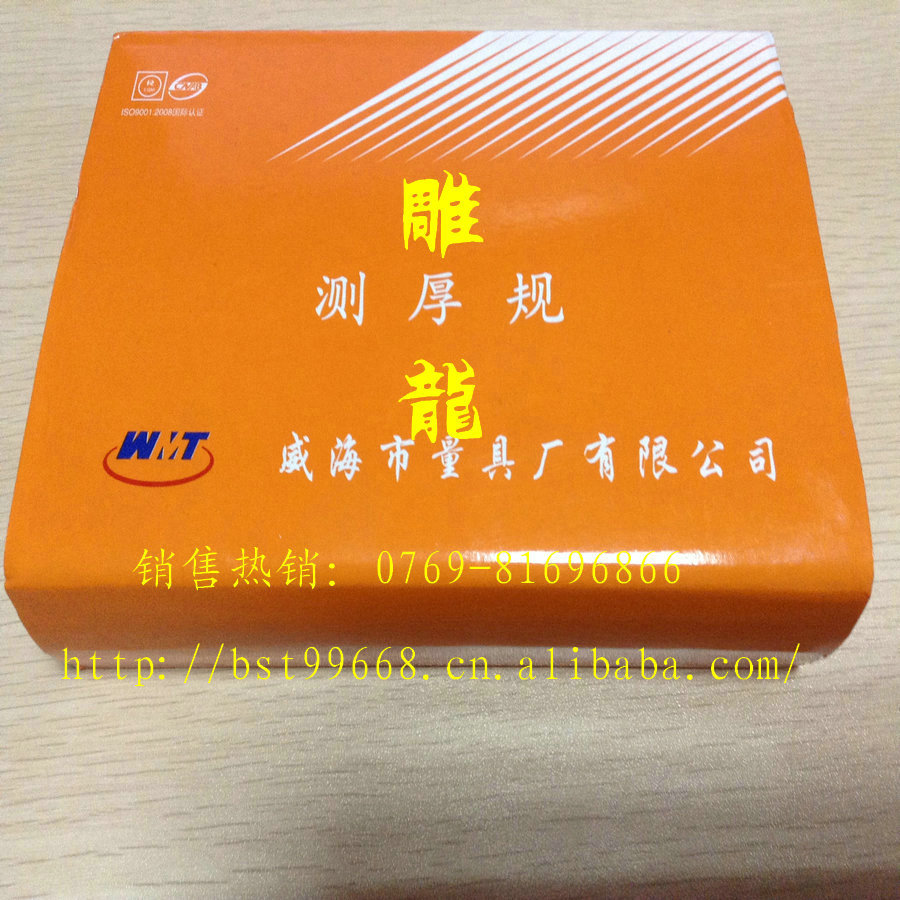 ISO9001:2008国际认证
雕
测厚规
龍
WMT
威海市量具厂有限公司
销售热销: 0769-81696866
http://bst99668.cn.alibaba.com/